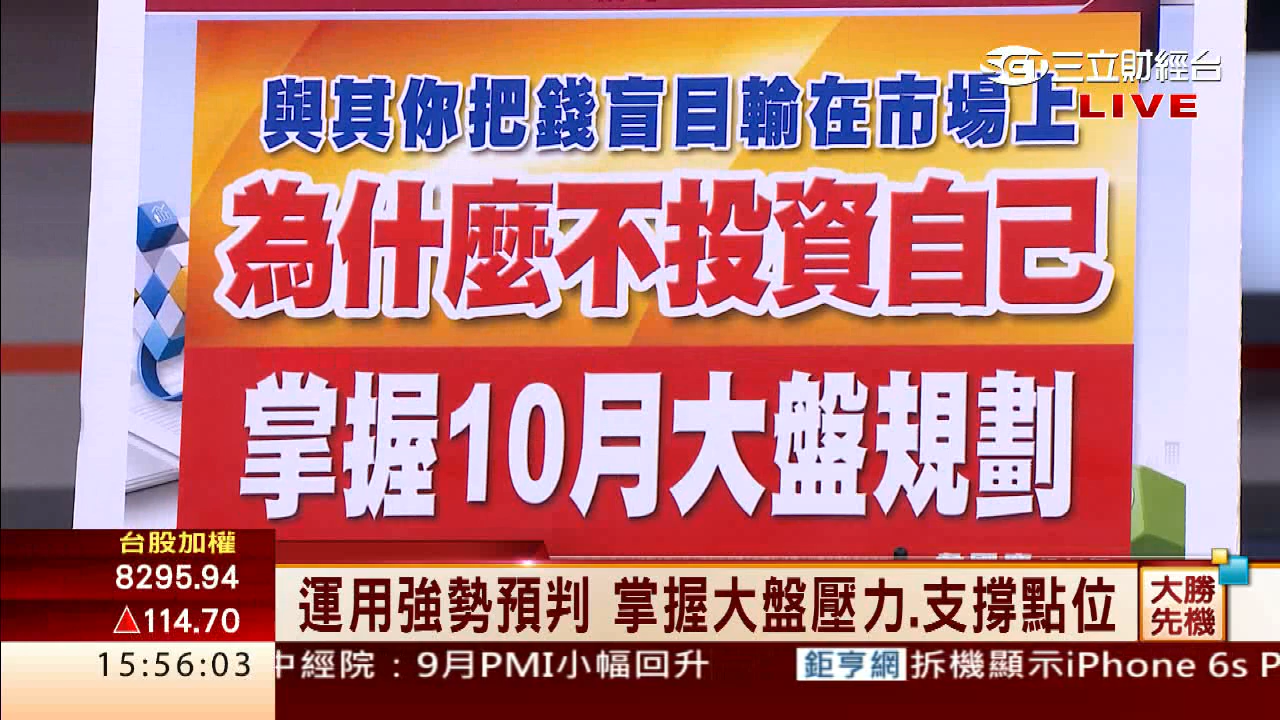 三立財經台
LIVE
與其你把錢盲目輸在市場上
為什麼不投資自己
掌握10月大盤規劃
台股加權
8295.94
△114.70
15:56:03
運用強勢預判 掌握大盤壓力.支撐點位
大勝
先機
中經院：9月PMI小幅回升 鉅亨網 拆機顯示iPhone 6s P